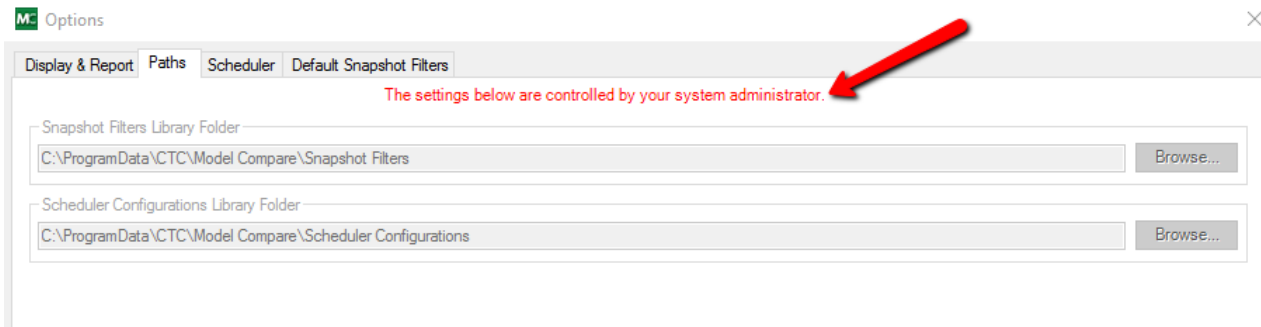 MC Options
Display & Report Paths Scheduler Default Snapshot Filters
The settings below are controlled by your system administrator.
Snapshot Filters Library Folder
C:\ProgramData\CTC\Model Compare\Snapshot Filters Browse...
Scheduler Configurations Library Folder
C:\ProgramData\CTC\Model Compare\Scheduler Configurations Browse...